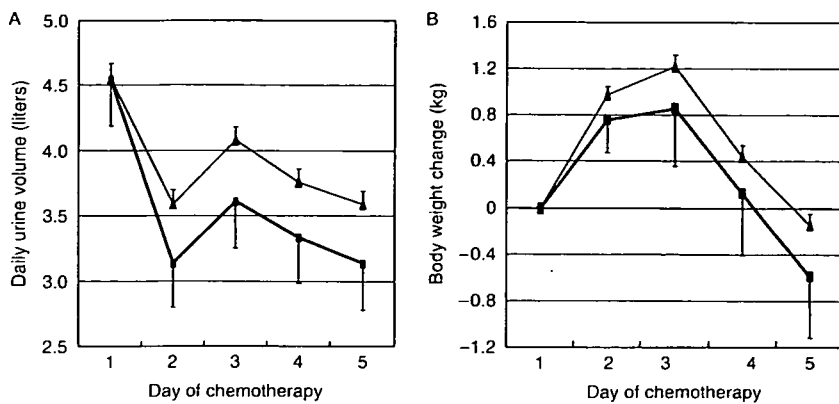 A
Daily urine volume (liters)
5.0
4.5
4.0
3.5
3.0
2.5
1 2 3 4 5
Day of chemotherapy
B
Body weight change (kg)
1.6
1.2
0.8
0.4
0
−0.4
−0.8
−1.2
1 2 3 4 5
Day of chemotherapy